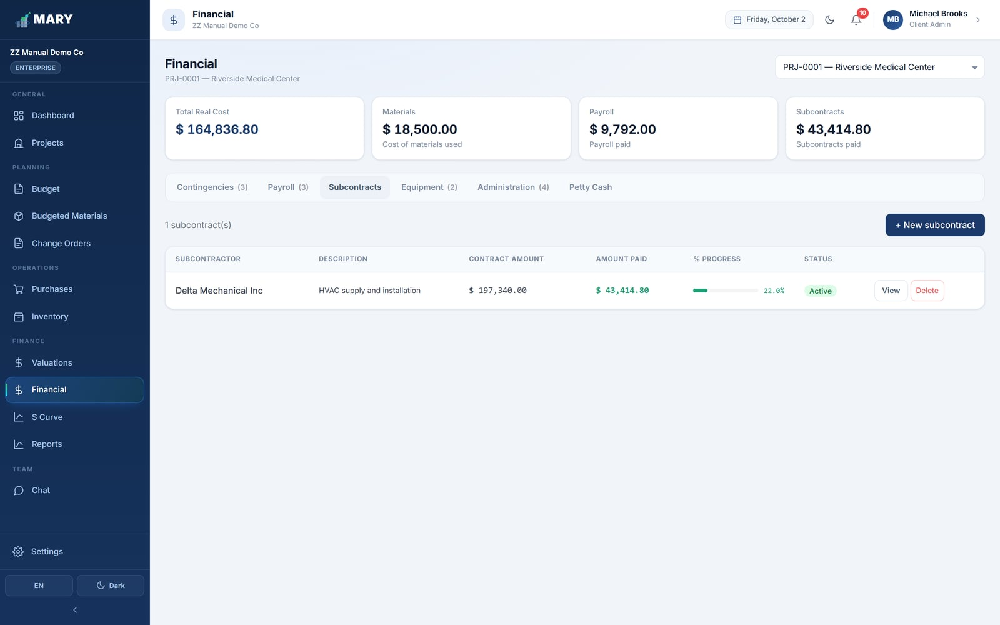 MARY
ZZ Manual Demo Co
ENTERPRISE
GENERAL
Dashboard
Projects
PLANNING
Budget
Budgeted Materials
Change Orders
OPERATIONS
Purchases
Inventory
FINANCE
Valuations
Financial
S Curve
Reports
TEAM
Chat
Settings
EN
Dark
Financial
ZZ Manual Demo Co
Friday, October 2
10
MB
Michael Brooks
Client Admin
Financial
PRJ-0001 — Riverside Medical Center
PRJ-0001 — Riverside Medical Center
Total Real Cost
$ 164,836.80
Materials
$ 18,500.00
Cost of materials used
Payroll
$ 9,792.00
Payroll paid
Subcontracts
$ 43,414.80
Subcontracts paid
Contingencies (3) Payroll (3) Subcontracts Equipment (2) Administration (4) Petty Cash
1 subcontract(s)
+ New subcontract
SUBCONTRACTOR DESCRIPTION CONTRACT AMOUNT AMOUNT PAID % PROGRESS STATUS
Delta Mechanical Inc HVAC supply and installation $ 197,340.00 $ 43,414.80 22.0% Active View Delete